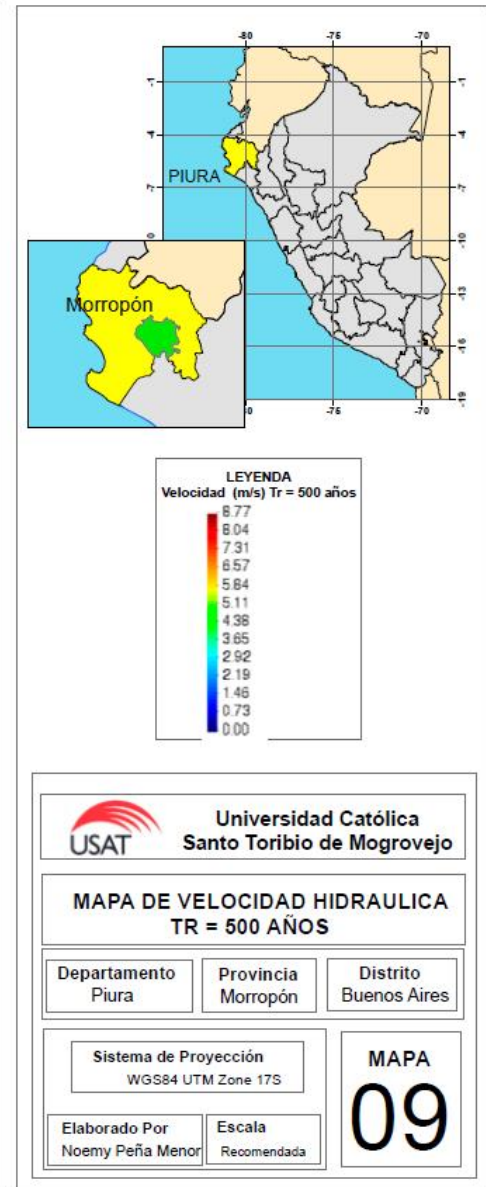 -80 -75 -70
-1 -1
-4 -4
PIURA
-7 -7
-10
Morropón
-13
-16
-80 -75 -70
-19
LEYENDA
Velocidad (m/s) Tr = 500 años
8.77
8.04
7.31
6.57
5.84
5.11
4.38
3.65
2.92
2.19
1.46
0.73
0.00
USAT
Universidad Católica
Santo Toribio de Mogrovejo
MAPA DE VELOCIDAD HIDRAULICA
TR = 500 AÑOS
Departamento
Piura
Provincia
Morropón
Distrito
Buenos Aires
Sistema de Proyección
WGS84 UTM Zone 17S
MAPA
09
Elaborado Por
Noemy Peña Menor
Escala
Recomendada